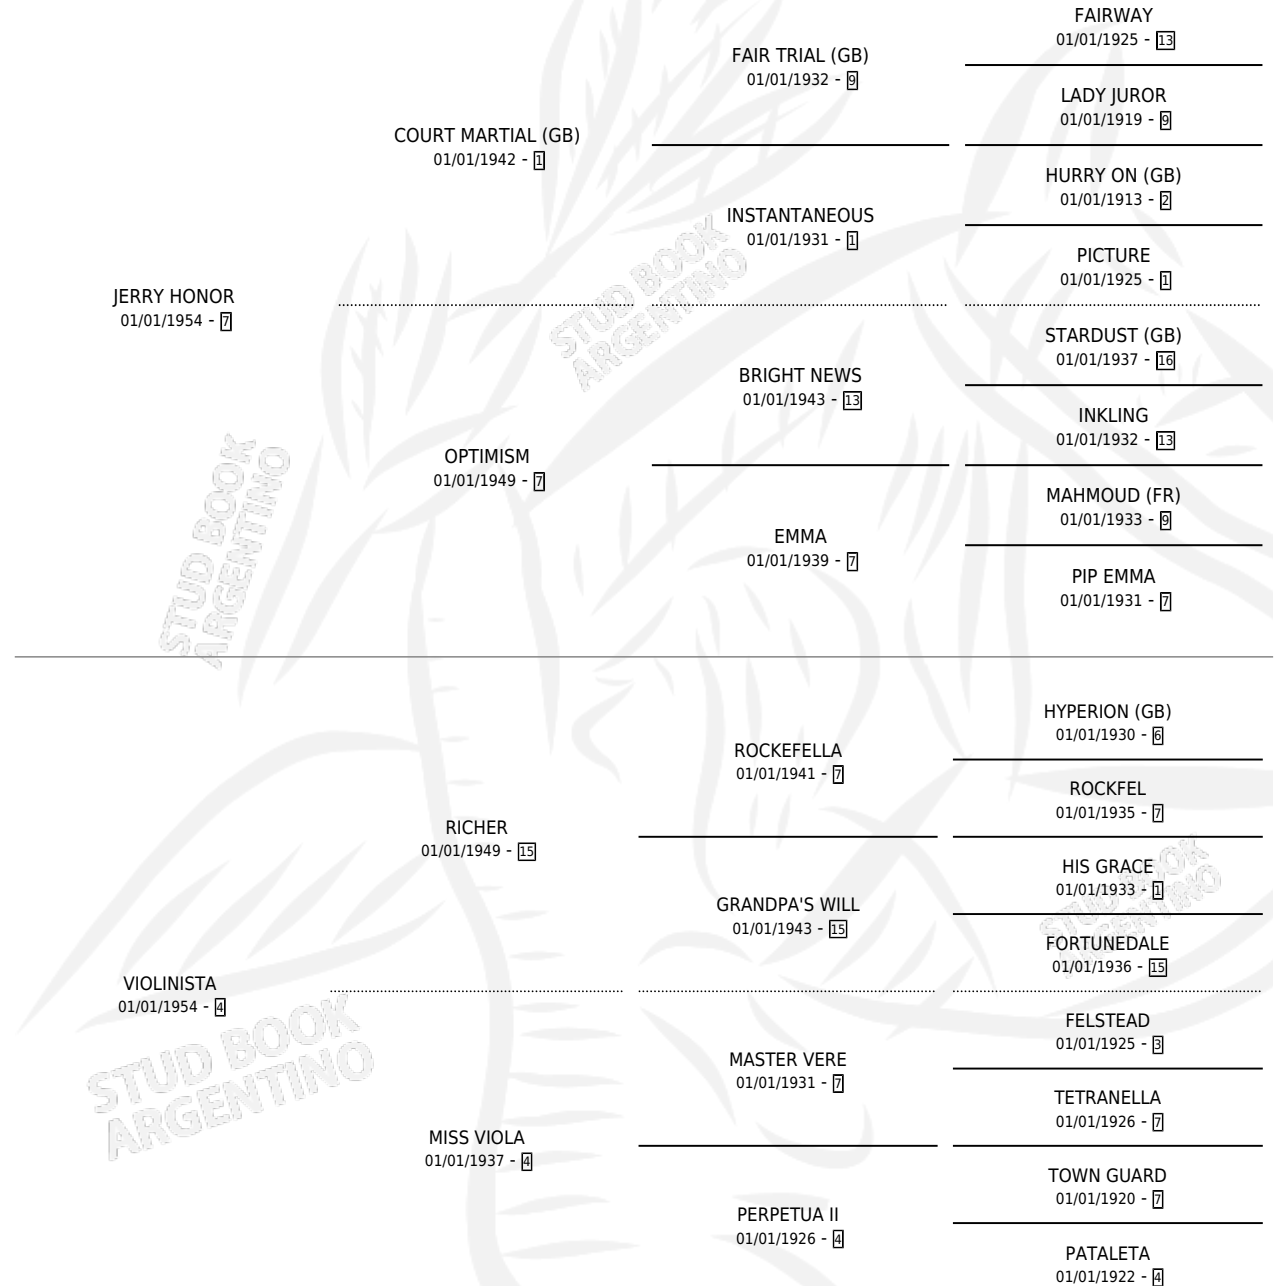 FAIRWAY
01/01/1925 - 13
FAIR TRIAL (GB)
01/01/1932 - 9
LADY JUROR
01/01/1919 - 9
COURT MARTIAL (GB)
01/01/1942 - 1
HURRY ON (GB)
01/01/1913 - 2
INSTANTANEOUS
01/01/1931 - 1
PICTURE
01/01/1925 - 1
JERRY HONOR
01/01/1954 - 7
STARDUST (GB)
01/01/1937 - 16
BRIGHT NEWS
01/01/1943 - 13
INKLING
01/01/1932 - 13
OPTIMISM
01/01/1949 - 7
MAHMOUD (FR)
01/01/1933 - 9
EMMA
01/01/1939 - 7
PIP EMMA
01/01/1931 - 7
HYPERION (GB)
01/01/1930 - 6
ROCKEFELLA
01/01/1941 - 7
ROCKFEL
01/01/1935 - 7
RICHER
01/01/1949 - 15
HIS GRACE
01/01/1933 - 1
GRANDPA'S WILL
01/01/1943 - 15
FORTUNEDALE
01/01/1936 - 15
VIOLINISTA
01/01/1954 - 4
FELSTEAD
01/01/1925 - 3
MASTER VERE
01/01/1931 - 7
TETRANELLA
01/01/1926 - 7
MISS VIOLA
01/01/1937 - 4
TOWN GUARD
01/01/1920 - 7
PERPETUA II
01/01/1926 - 4
PATALETA
01/01/1922 - 4
STUD BOOK
ARGENTINO
STUD BOOK
ARGENTINO
STUD BOOK
ARGENTINO
STUD BOOK
ARGENTINO